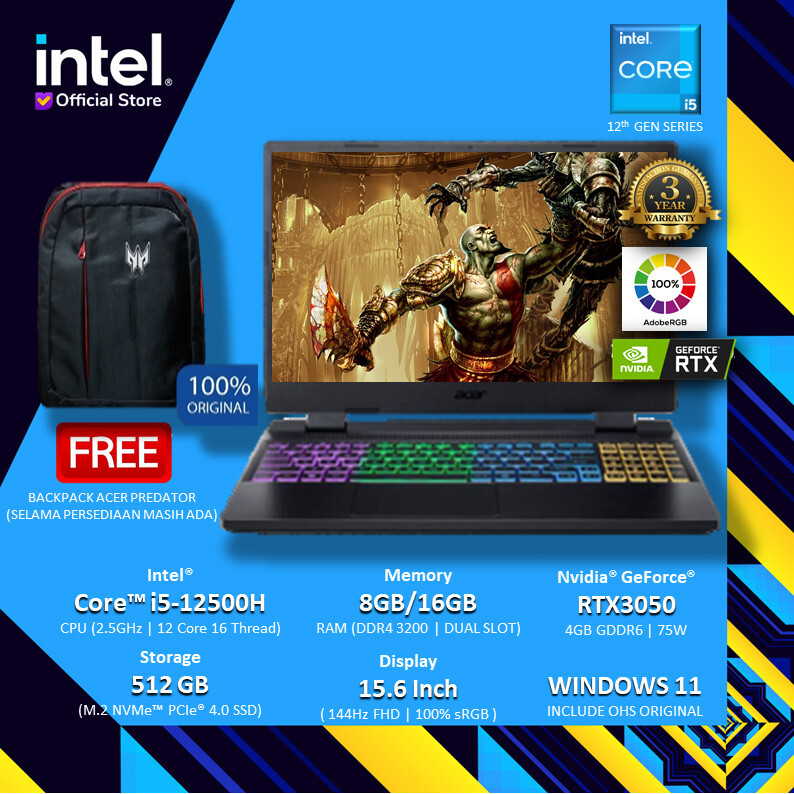 intel®
Official Store
intel.
CORE
i5
12th GEN SERIES
SATISFACTION GUARANTEED
3
YEAR
WARRANTY
100%
AdobeRGB
NVIDIA.
GEFORCE®
RTX
acer
100%
ORIGINAL
FREE
BACKPACK ACER PREDATOR
(SELAMA PERSEDIAAN MASIH ADA)
Intel®
Core™ i5-12500H
CPU (2.5GHz | 12 Core 16 Thread)
Memory
8GB/16GB
RAM (DDR4 3200 | DUAL SLOT)
Nvidia® GeForce®
RTX3050
4GB GDDR6 | 75W
Storage
512 GB
(M.2 NVMe™ PCIe® 4.0 SSD)
Display
15.6 Inch
( 144Hz FHD | 100% sRGB )
WINDOWS 11
INCLUDE OHS ORIGINAL